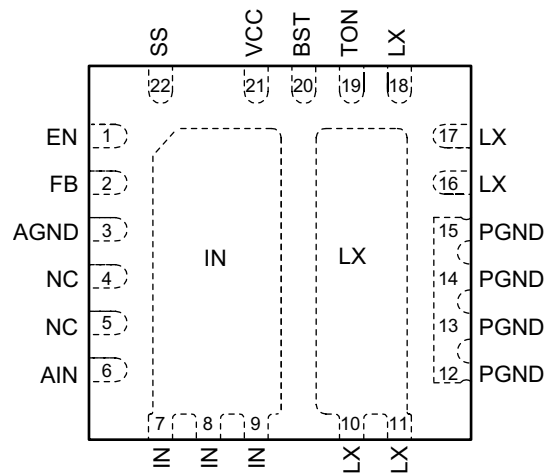 SS
VCC
BST
TON
LX
22
21
20
19
18
EN 1
17 LX
FB 2
16 LX
AGND 3
15 PGND
IN
LX
NC 4
14 PGND
NC 5
13 PGND
AIN 6
12 PGND
7
8
9
10
11
IN
IN
IN
LX
LX